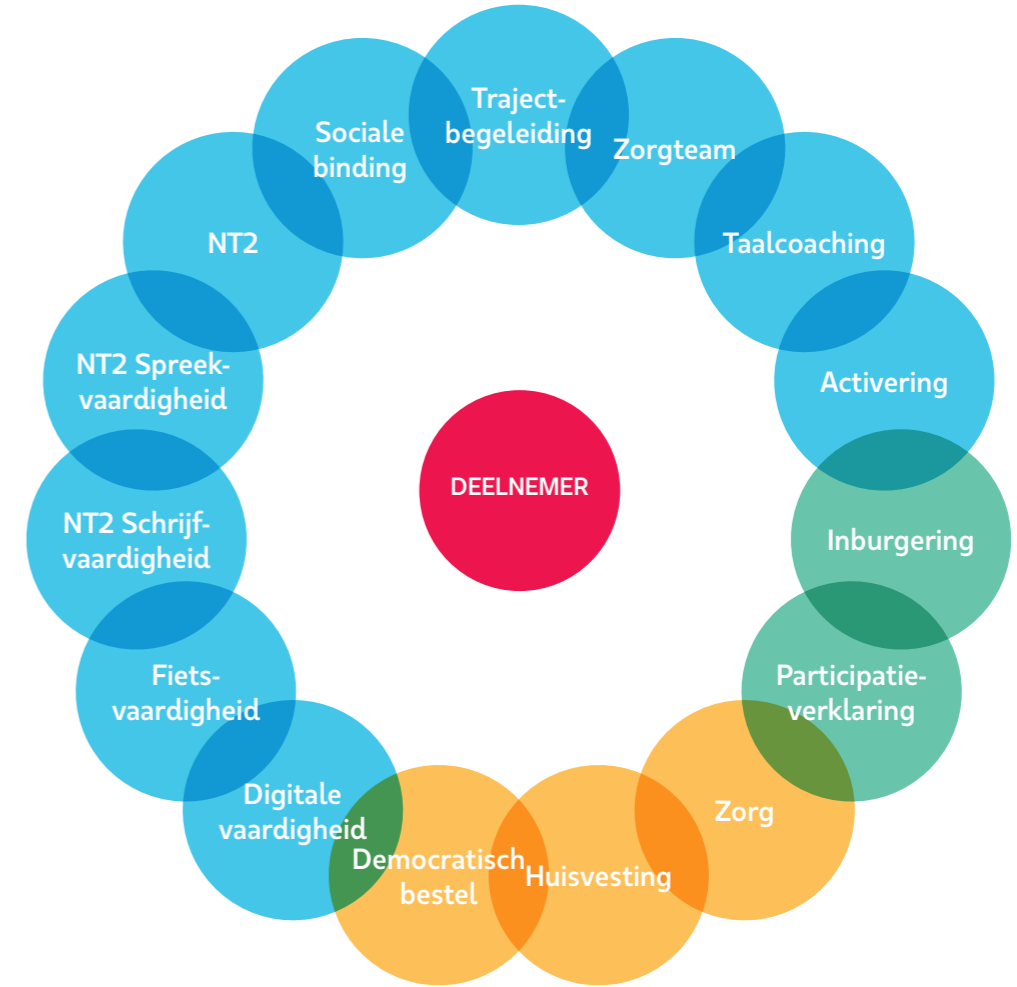 Traject-
begeleiding
Zorgteam
Taalcoaching
Activering
Inburgering
Participatie-
verklaring
Zorg
Huisvesting
Democratisch
bestel
Digitale
vaardigheid
Fiets-
vaardigheid
NT2 Schrijf-
vaardigheid
NT2 Spreek-
vaardigheid
NT2
Sociale
binding
DEELNEMER